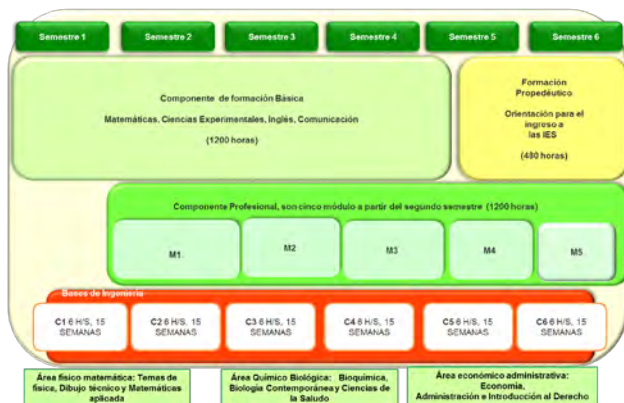 Semestre 1
Semestre 2
Semestre 3
Semestre 4
Semestre 5
Semestre 6
Componente de formación Básica
Matemáticas, Ciencias Experimentales, Inglés, Comunicación
(1200 horas)
Formación
Propedéutico
Orientación para el
ingreso a
las IES
(480 horas)
Componente Profesional, son cinco módulo a partir del segundo semestre (1200 horas)
M1.
M2
M3
M4
M5
Bases de Ingeniería
C1 6 H/S, 15
SEMANAS
C2 6 H/S, 15
SEMANAS
C3 6 H/S, 15
SEMANAS
C4 6 H/S, 15
SEMANAS
C5 6 H/S, 15
SEMANAS
C6 6 H/S, 15
SEMANAS
Área físico matemática: Temas de
física, Dibujo técnico y Matemáticas
aplicada
Área Químico Biológica: Bioquímica,
Biología Contemporánea y Ciencias de
la Saludo
Área económico administrativa:
Economía,
Administración e Introducción al Derecho